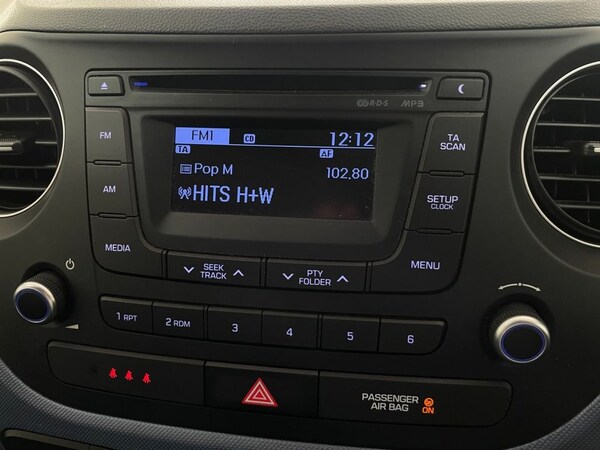 R·D·S MP3
FM
FM1 CD 12:12
TA AF
Pop M 102,80
HITS H+W
TA
SCAN
AM
SETUP
CLOCK
MEDIA
SEEK
TRACK
PTY
FOLDER
MENU
1 RPT 2 RDM 3 4 5 6
PASSENGER
AIR BAG ON